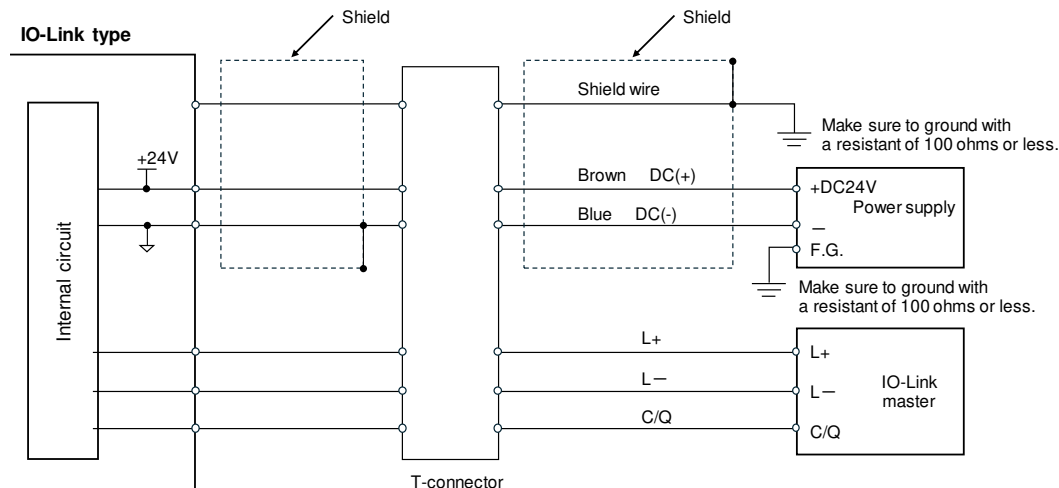 IO-Link type
Shield
Shield
Shield wire
Make sure to ground with
a resistant of 100 ohms or less.
+24V
Brown DC(+)
+DC24V
Power supply
Blue DC(-)
—
F.G.
Internal circuit
Make sure to ground with
a resistant of 100 ohms or less.
L+
L+
L—
L—
IO-Link
master
C/Q
C/Q
T-connector